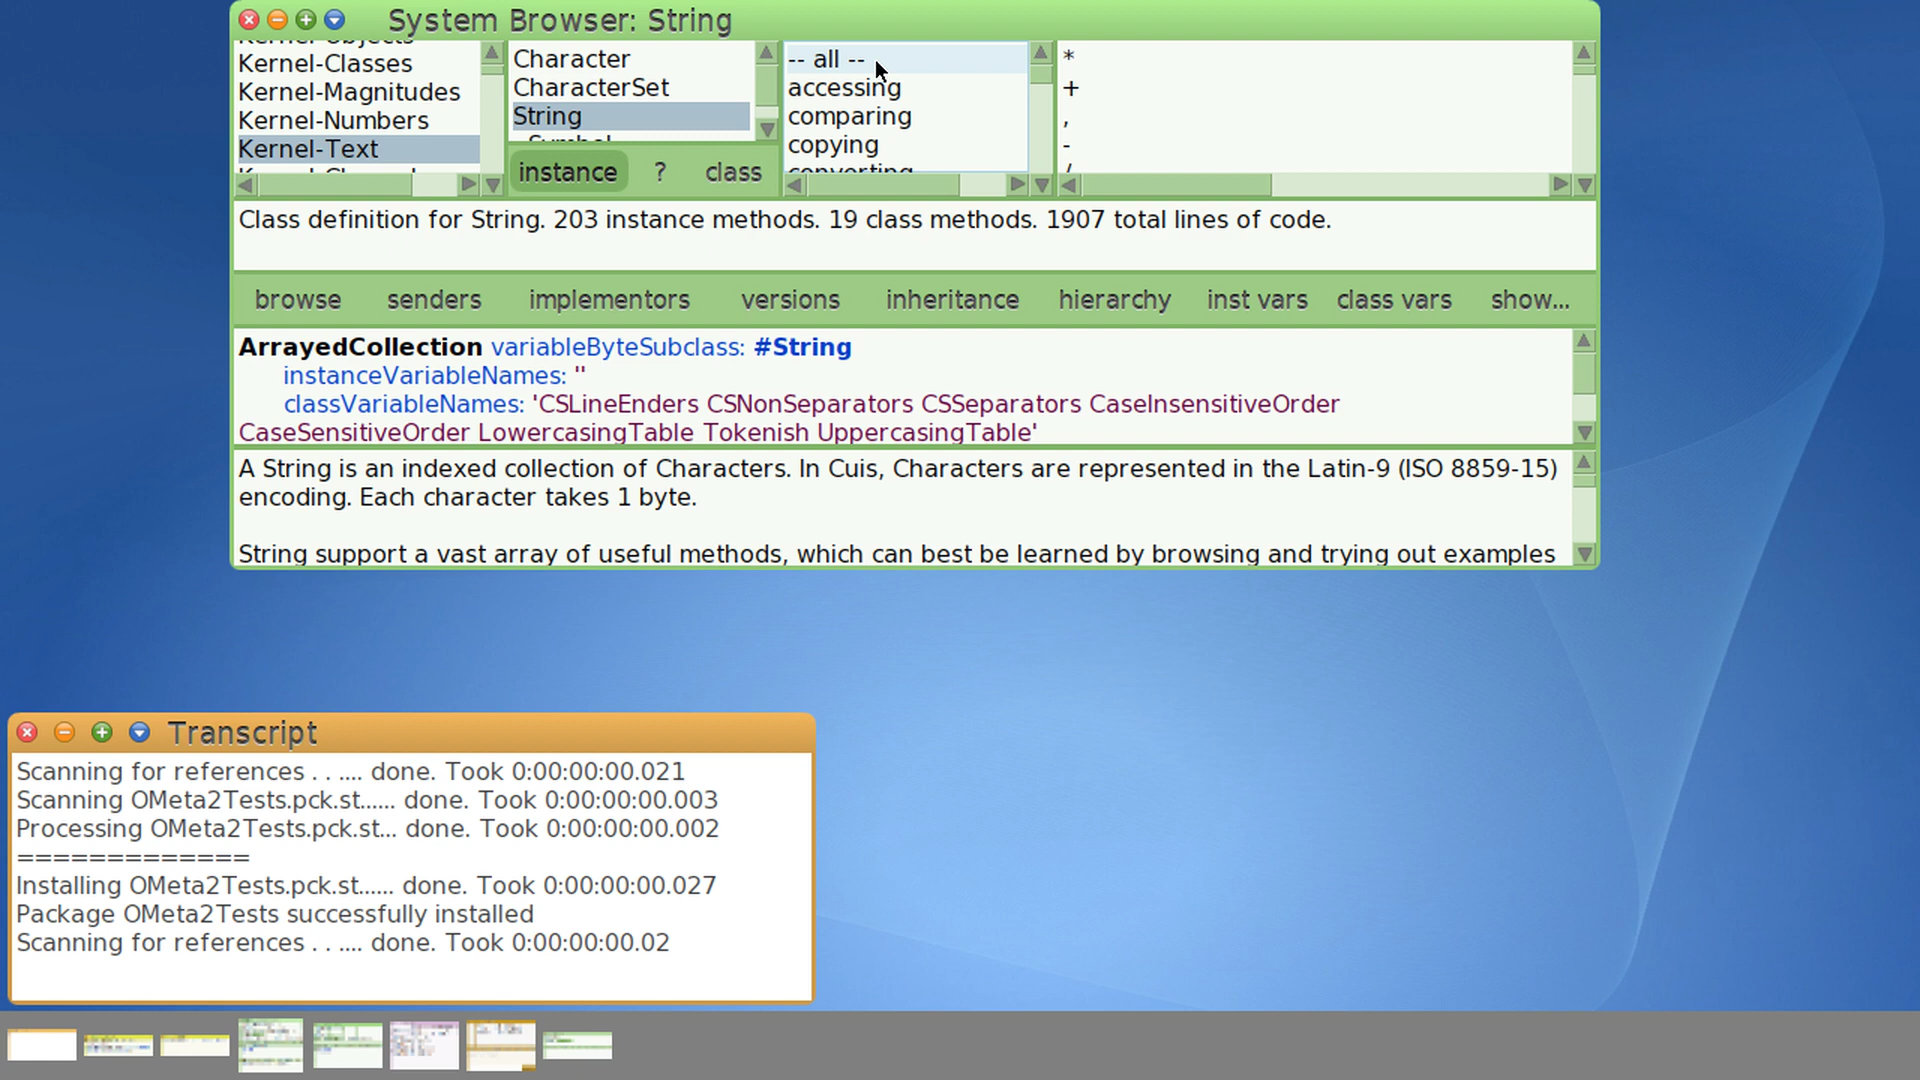 System Browser: String
Kernel-Objects
Kernel-Classes
Kernel-Magnitudes
Kernel-Numbers
Kernel-Text
Character
CharacterSet
String
Symbol
instance ? class
-- all --
accessing
comparing
copying
converting
*
+
,
-
/
Class definition for String. 203 instance methods. 19 class methods. 1907 total lines of code.
browse senders implementors versions inheritance hierarchy inst vars class vars show...
ArrayedCollection variableByteSubclass: #String
instanceVariableNames: ''
classVariableNames: 'CSLineEnders CSNonSeparators CSSeparators CaseInsensitiveOrder
CaseSensitiveOrder LowercasingTable Tokenish UppercasingTable'
A String is an indexed collection of Characters. In Cuis, Characters are represented in the Latin-9 (ISO 8859-15)
encoding. Each character takes 1 byte.
String support a vast array of useful methods, which can best be learned by browsing and trying out examples
Transcript
Scanning for references . . .... done. Took 0:00:00:00.021
Scanning OMeta2Tests.pck.st...... done. Took 0:00:00:00.003
Processing OMeta2Tests.pck.st... done. Took 0:00:00:00.002
=============
Installing OMeta2Tests.pck.st...... done. Took 0:00:00:00.027
Package OMeta2Tests successfully installed
Scanning for references . . .... done. Took 0:00:00:00.02